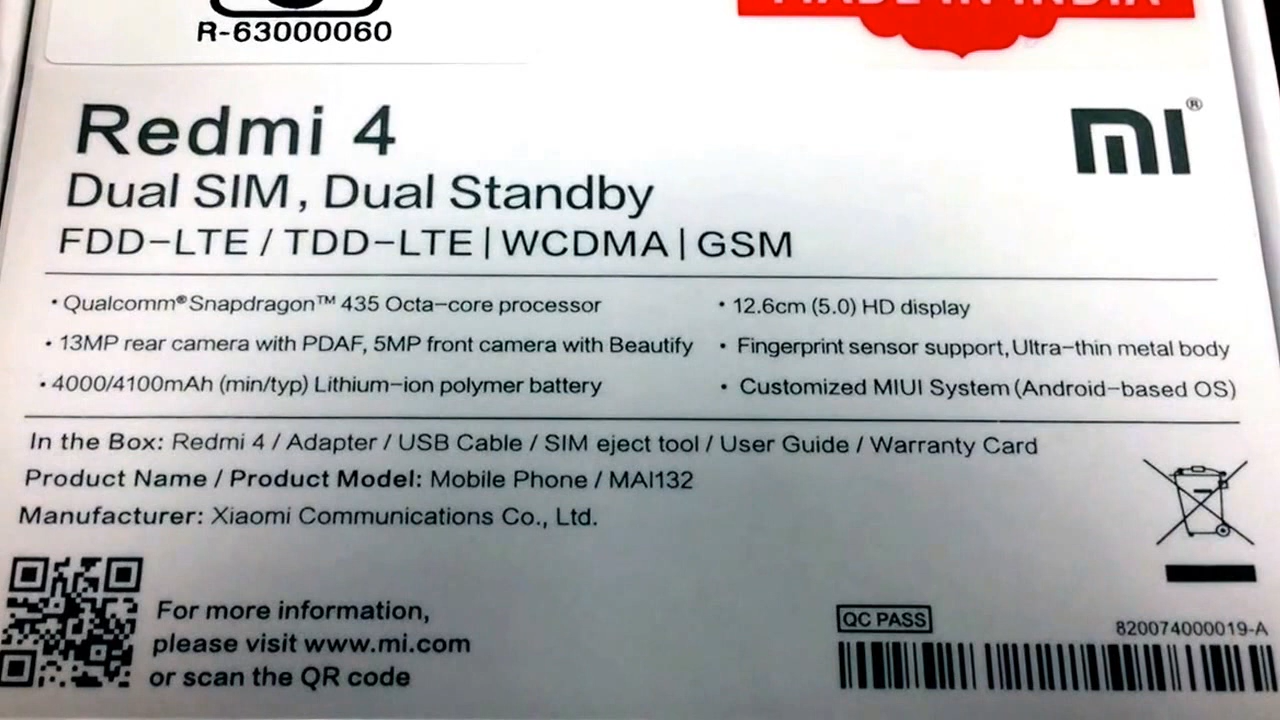 R-63000060
MADE IN INDIA
Redmi 4
MI®
Dual SIM, Dual Standby
FDD-LTE / TDD-LTE | WCDMA | GSM
• Qualcomm® Snapdragon™ 435 Octa-core processor
• 12.6cm (5.0) HD display
• 13MP rear camera with PDAF, 5MP front camera with Beautify
• Fingerprint sensor support, Ultra-thin metal body
• 4000/4100mAh (min/typ) Lithium-ion polymer battery
• Customized MIUI System (Android-based OS)
In the Box: Redmi 4 / Adapter / USB Cable / SIM eject tool / User Guide / Warranty Card
Product Name / Product Model: Mobile Phone / MAI132
Manufacturer: Xiaomi Communications Co., Ltd.
For more information,
please visit www.mi.com
or scan the QR code
QC PASS
820074000019-A